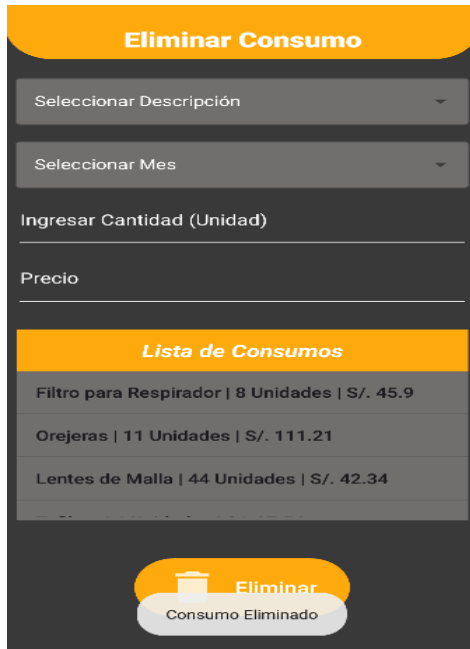 Eliminar Consumo
Seleccionar Descripción
Seleccionar Mes
Ingresar Cantidad (Unidad)
Precio
Lista de Consumos
Filtro para Respirador | 8 Unidades | S/. 45.9
Orejeras | 11 Unidades | S/. 111.21
Lentes de Malla | 44 Unidades | S/. 42.34
Eliminar
Consumo Eliminado